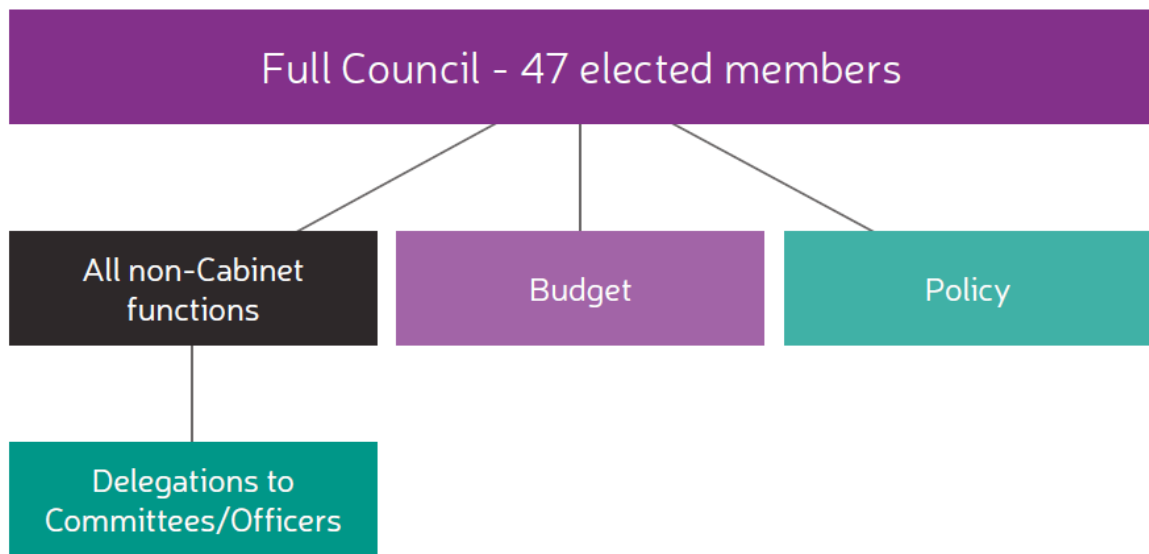 Full Council - 47 elected members
All non-Cabinet
functions
Budget
Policy
Delegations to
Committees/Officers